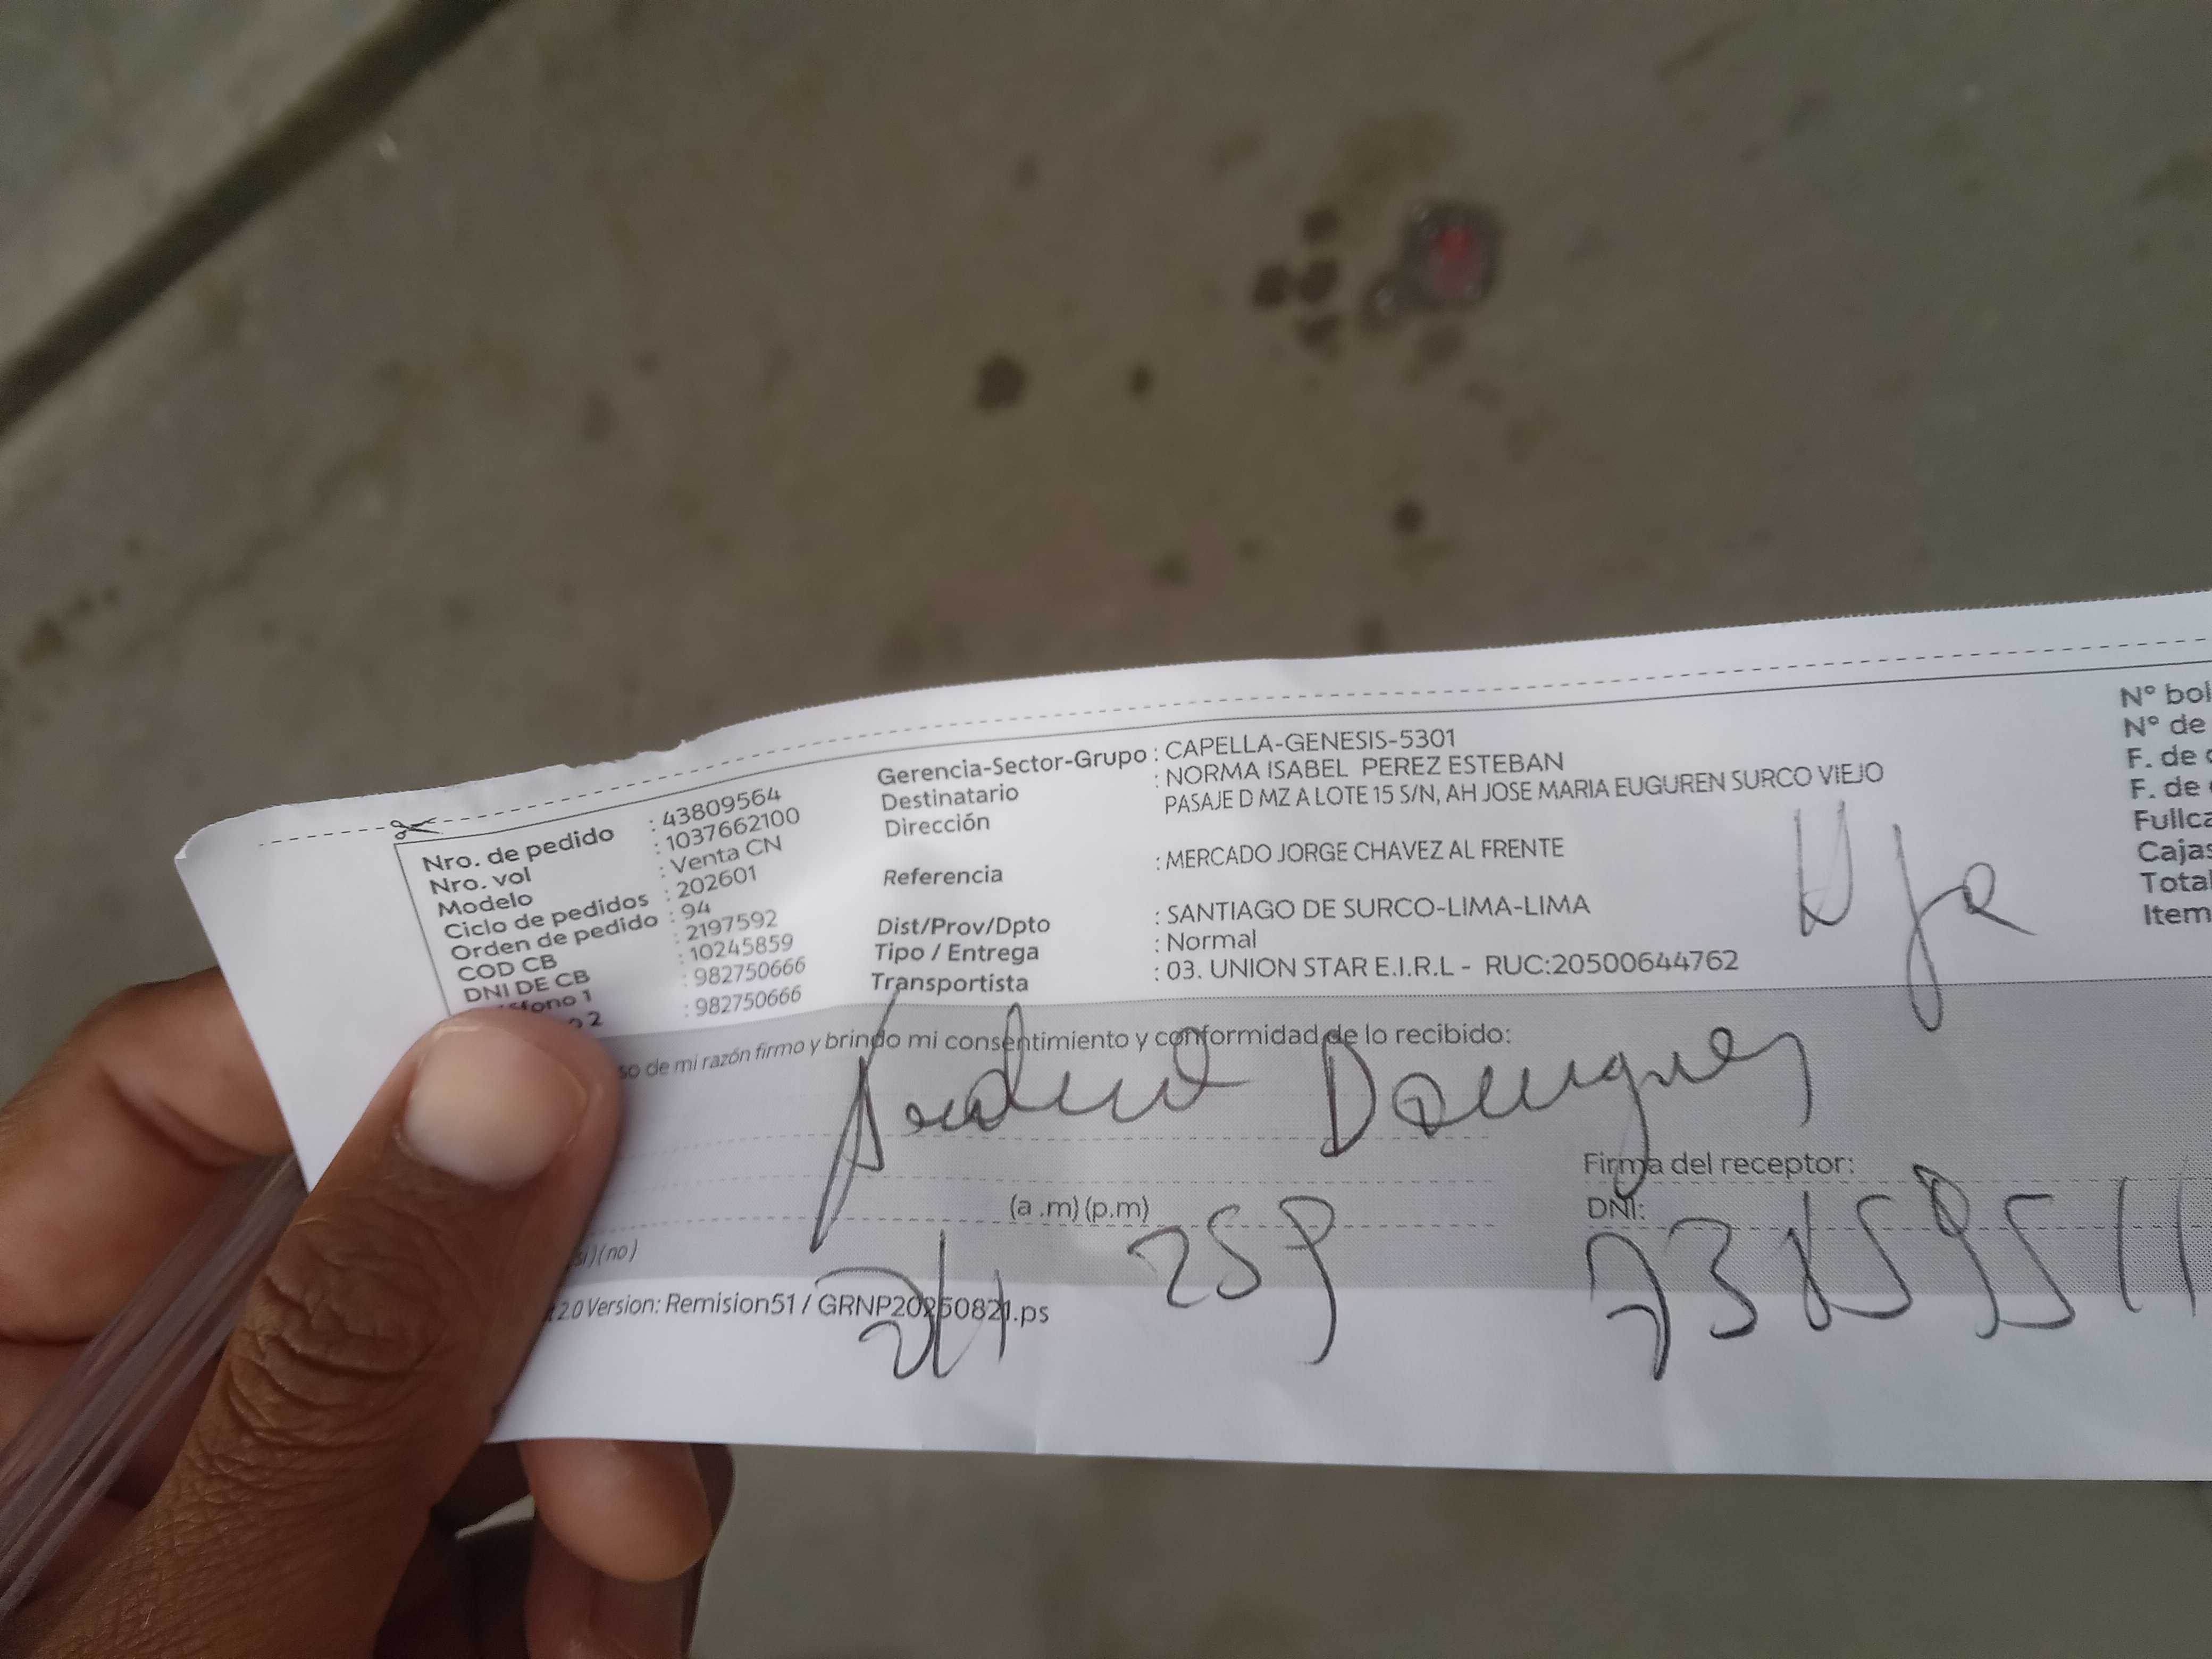 Nro. de pedido : 43809564
Nro. vol : 1037662100
Modelo : Venta CN
Ciclo de pedidos : 202601
Orden de pedido : 94
COD CB : 2197592
DNI DE CB : 10245859
fono 1 : 982750666
2 : 982750666
Gerencia-Sector-Grupo : CAPELLA-GENESIS-5301
Destinatario : NORMA ISABEL PEREZ ESTEBAN
Dirección PASAJE D MZ A LOTE 15 S/N, AH JOSE MARIA EUGUREN SURCO VIEJO
Referencia : MERCADO JORGE CHAVEZ AL FRENTE
Dist/Prov/Dpto : SANTIAGO DE SURCO-LIMA-LIMA
Tipo / Entrega : Normal
Transportista : 03. UNION STAR E.I.R.L - RUC:20500644762
N° bol
N° de
F. de
F. de
Fullca
Cajas
Total
Item
so de mi razón firmo y brindo mi consentimiento y conformidad de lo recibido:
Firma del receptor:
(a .m) (p.m)
DNI:
(no)
2.0 Version: Remision51 / GRNP20250821.ps